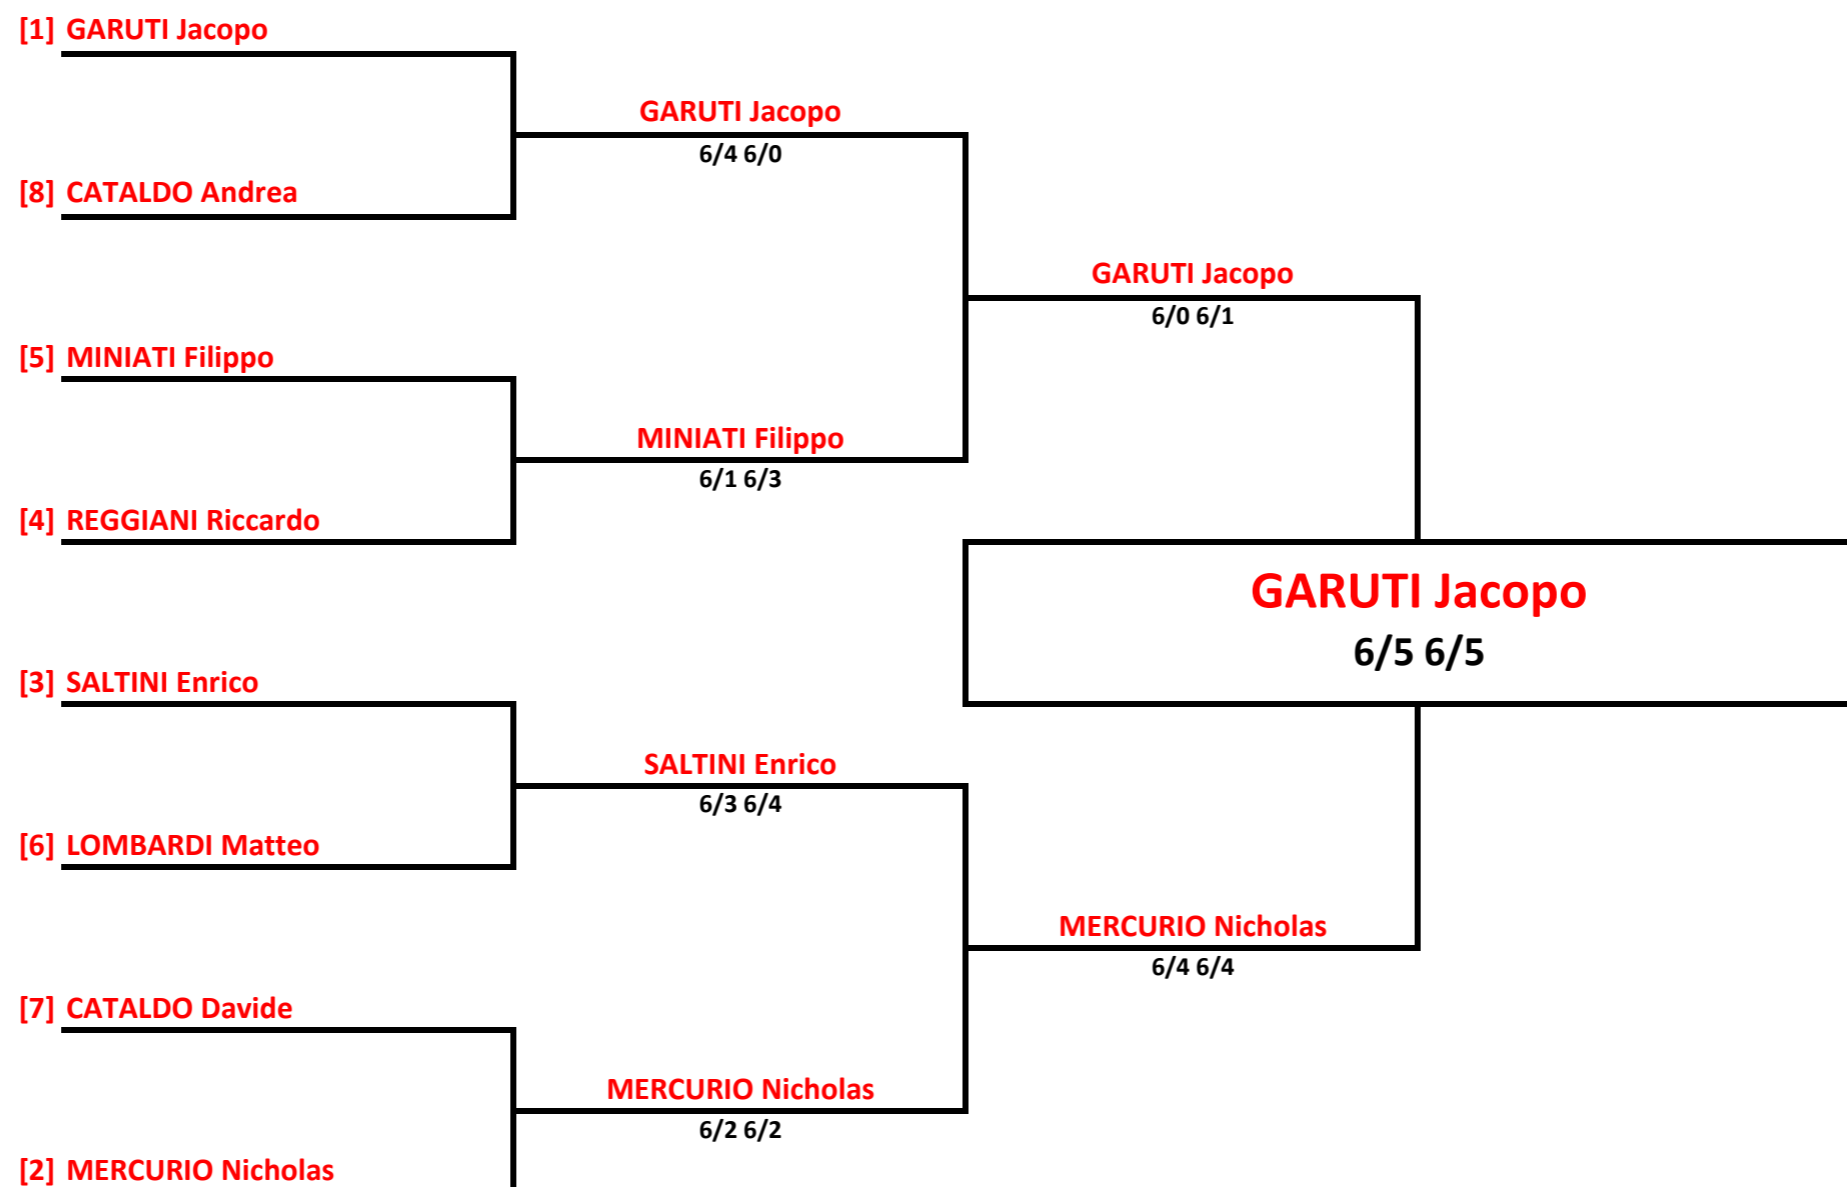 [1] GARUTI Jacopo
GARUTI Jacopo
6/4 6/0
[8] CATALDO Andrea
GARUTI Jacopo
6/0 6/1
[5] MINIATI Filippo
MINIATI Filippo
6/1 6/3
[4] REGGIANI Riccardo
GARUTI Jacopo
6/5 6/5
[3] SALTINI Enrico
SALTINI Enrico
6/3 6/4
[6] LOMBARDI Matteo
MERCURIO Nicholas
6/4 6/4
[7] CATALDO Davide
MERCURIO Nicholas
6/2 6/2
[2] MERCURIO Nicholas